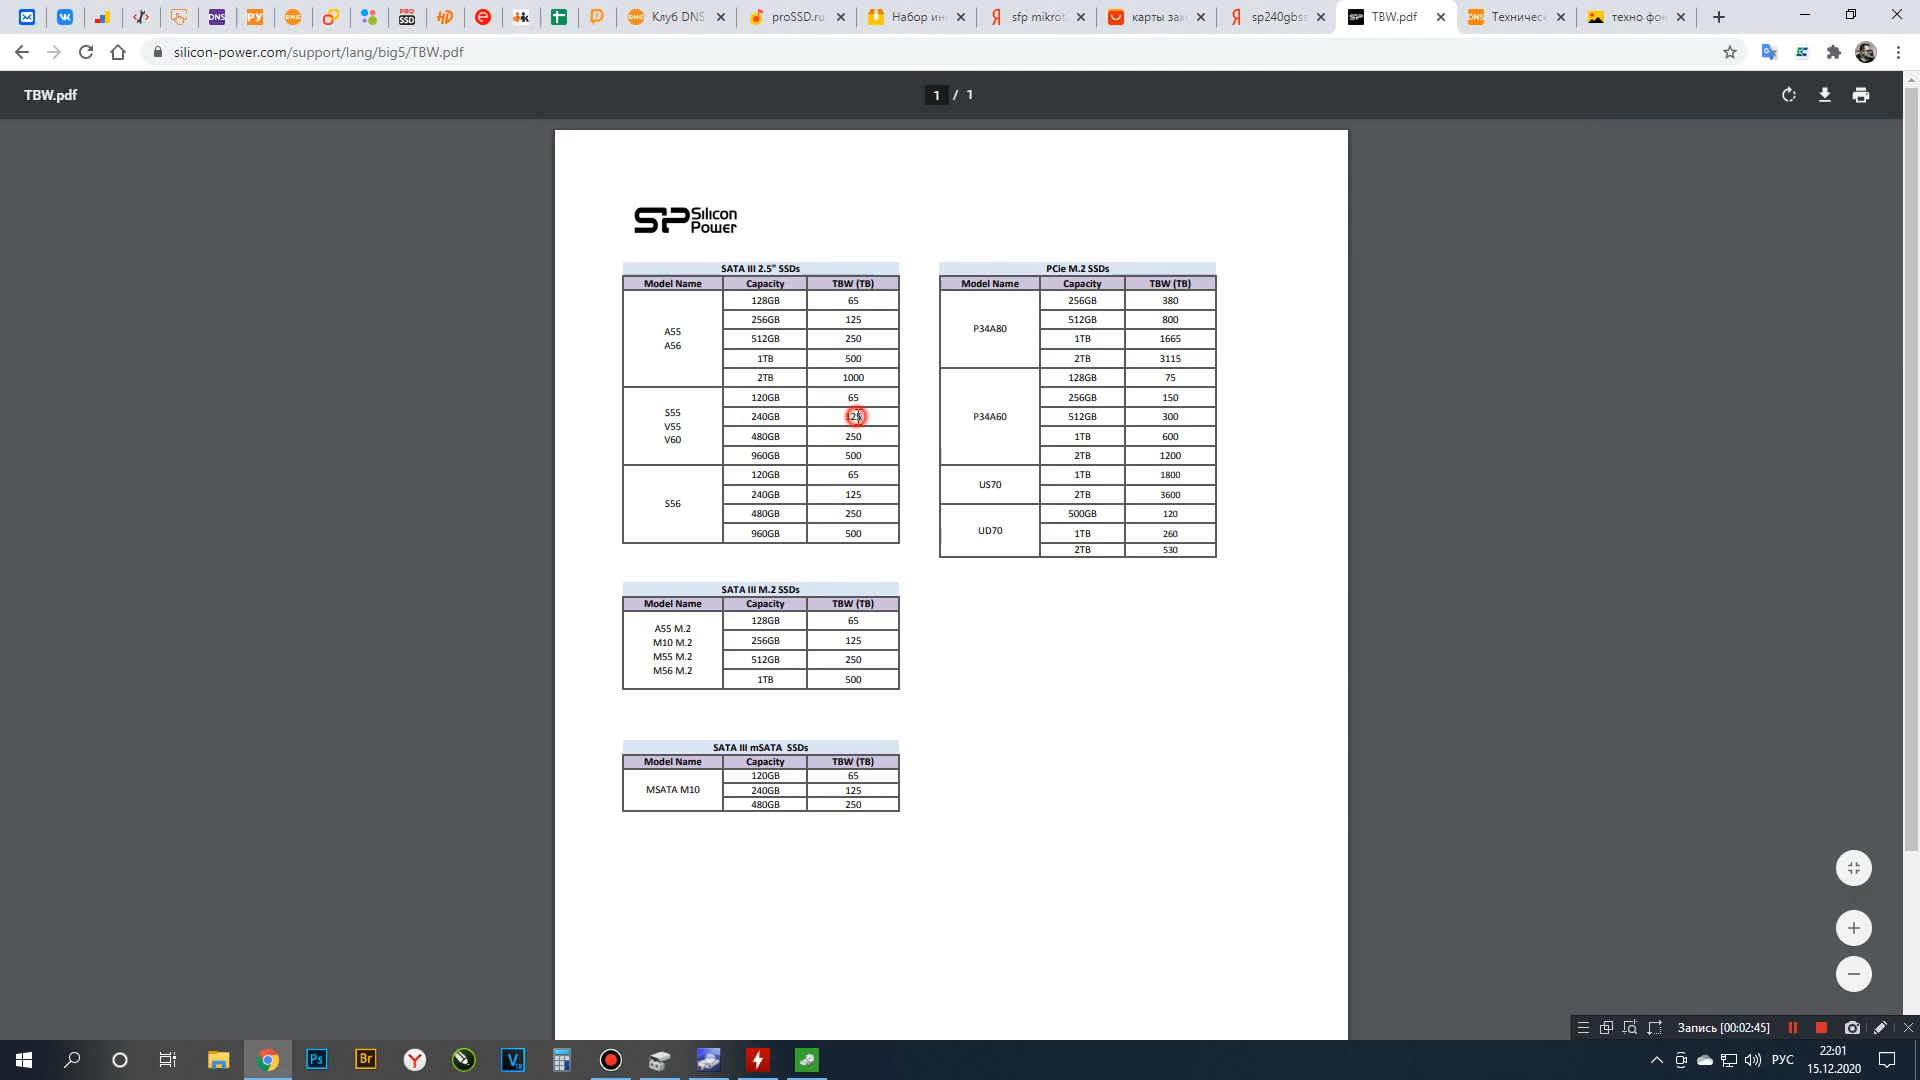 Клуб DNS
proSSD.ru
Набор ин
sfp mikrot
карты зах
sp240gbss
TBW.pdf
Техничес
техно фо
silicon-power.com/support/lang/big5/TBW.pdf
TBW.pdf
1 / 1
SP Silicon
Power
SATA III 2.5" SSDs
Model Name Capacity TBW (TB)
A55
A56
128GB 65
256GB 125
512GB 250
1TB 500
2TB 1000
S55
V55
V60
120GB 65
240GB 125
480GB 250
960GB 500
S56
120GB 65
240GB 125
480GB 250
960GB 500
PCie M.2 SSDs
Model Name Capacity TBW (TB)
P34A80
256GB 380
512GB 800
1TB 1665
2TB 3115
P34A60
128GB 75
256GB 150
512GB 300
1TB 600
2TB 1200
US70
1TB 1800
2TB 3600
UD70
500GB 120
1TB 260
2TB 530
SATA III M.2 SSDs
Model Name Capacity TBW (TB)
A55 M.2
M10 M.2
M55 M.2
M56 M.2
128GB 65
256GB 125
512GB 250
1TB 500
SATA III mSATA SSDs
Model Name Capacity TBW (TB)
MSATA M10
120GB 65
240GB 125
480GB 250
Запись [00:02:45]
РУС
22:01
15.12.2020